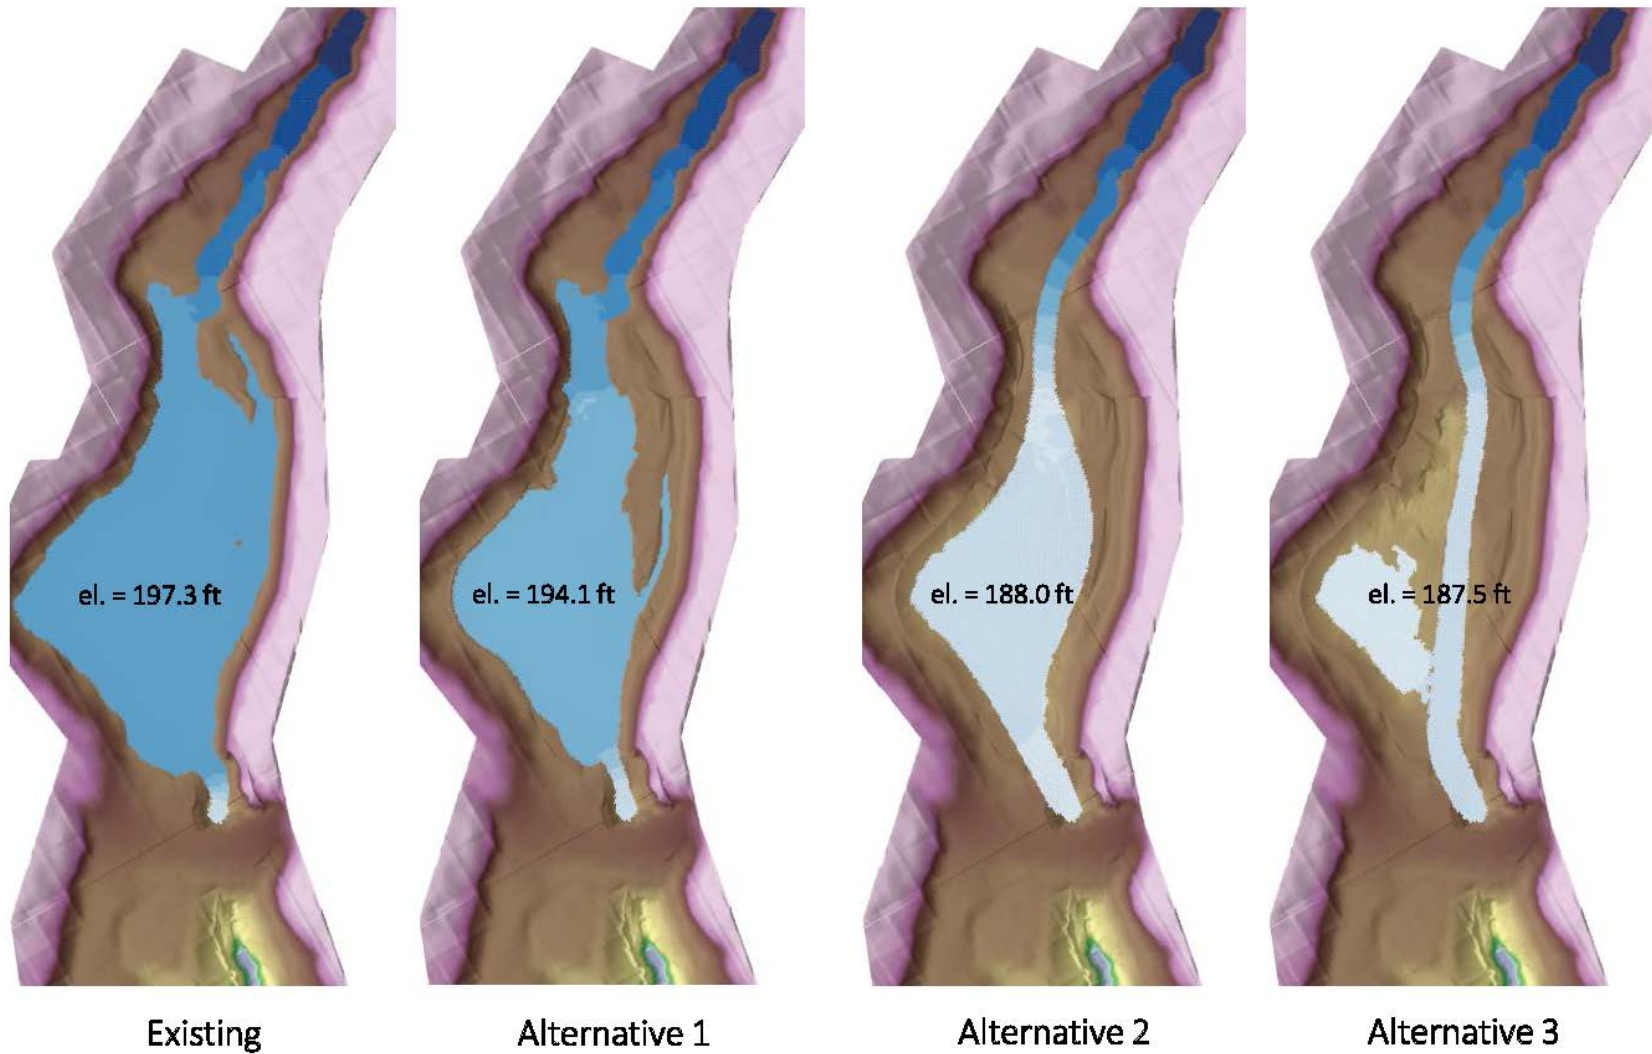 el. = 197.3 ft
el. = 194.1 ft
el. = 188.0 ft
el. = 187.5 ft
Existing
Alternative 1
Alternative 2
Alternative 3